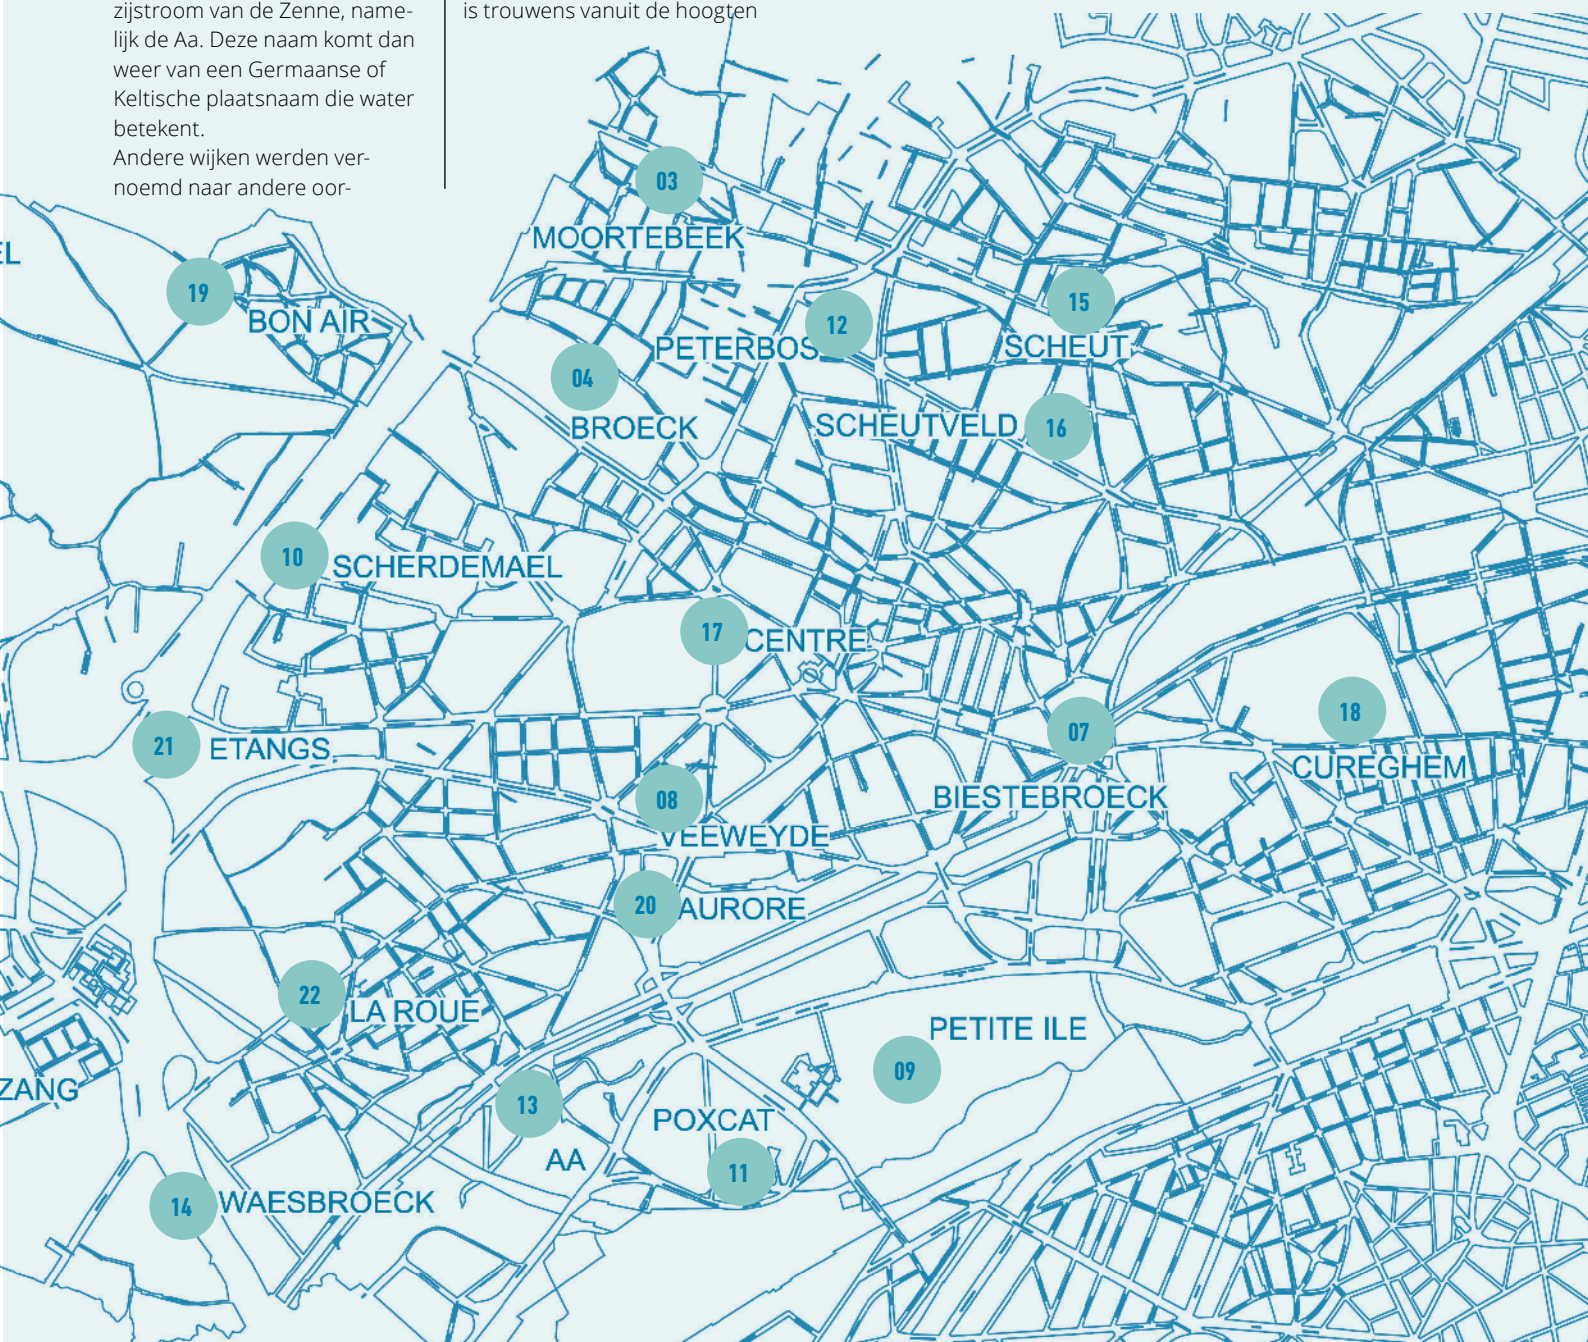 zijstroom van de Zenne, name-
lijk de Aa. Deze naam komt dan
weer van een Germaanse of
Keltische plaatsnaam die water
betekent.
Andere wijken werden ver-
noemd naar andere oor-
is trouwens vanuit de hoogten
03
MOORTEBEEK
EL
19
BON AIR
12
PETERBOS
15
SCHEUT
04
BROECK
SCHEUTVELD
16
10
SCHERDEMAEL
17
CENTRE
21
ETANGS
07
BIESTEBROECK
18
CUREGHEM
08
VEEWEYDE
20
AURORE
22
LA ROUE
PETITE ILE
09
ZANG
13
AA
POXCAT
11
14
WAESBROECK